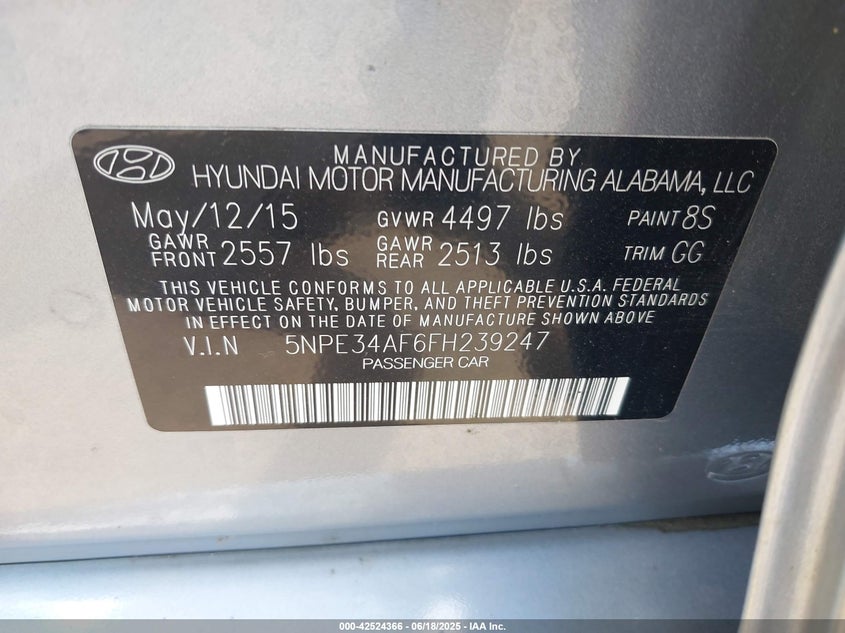 MANUFACTURED BY
HYUNDAI MOTOR MANUFACTURING ALABAMA, LLC
May/12/15 GVWR 4497 lbs PAINT 8S
GAWR FRONT 2557 lbs GAWR REAR 2513 lbs TRIM GG
THIS VEHICLE CONFORMS TO ALL APPLICABLE U.S.A. FEDERAL
MOTOR VEHICLE SAFETY, BUMPER, AND THEFT PREVENTION STANDARDS
IN EFFECT ON THE DATE OF MANUFACTURE SHOWN ABOVE
V.I.N 5NPE34AF6FH239247
PASSENGER CAR
000-42524366 - 06/18/2025 - IAA Inc.